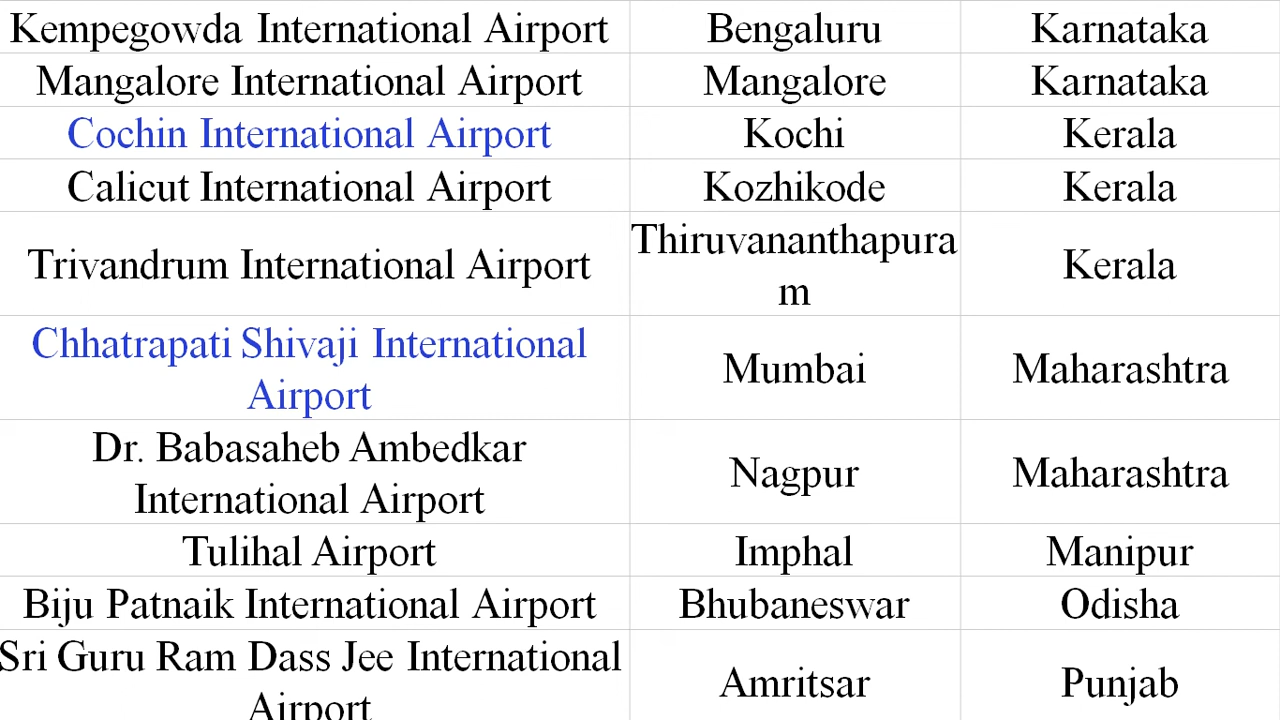 Kempegowda International Airport Bengaluru Karnataka
Mangalore International Airport Mangalore Karnataka
Cochin International Airport Kochi Kerala
Calicut International Airport Kozhikode Kerala
Trivandrum International Airport Thiruvananthapura
m Kerala
Chhatrapati Shivaji International
Airport Mumbai Maharashtra
Dr. Babasaheb Ambedkar
International Airport Nagpur Maharashtra
Tulihal Airport Imphal Manipur
Biju Patnaik International Airport Bhubaneswar Odisha
Sri Guru Ram Dass Jee International
Airport Amritsar Punjab